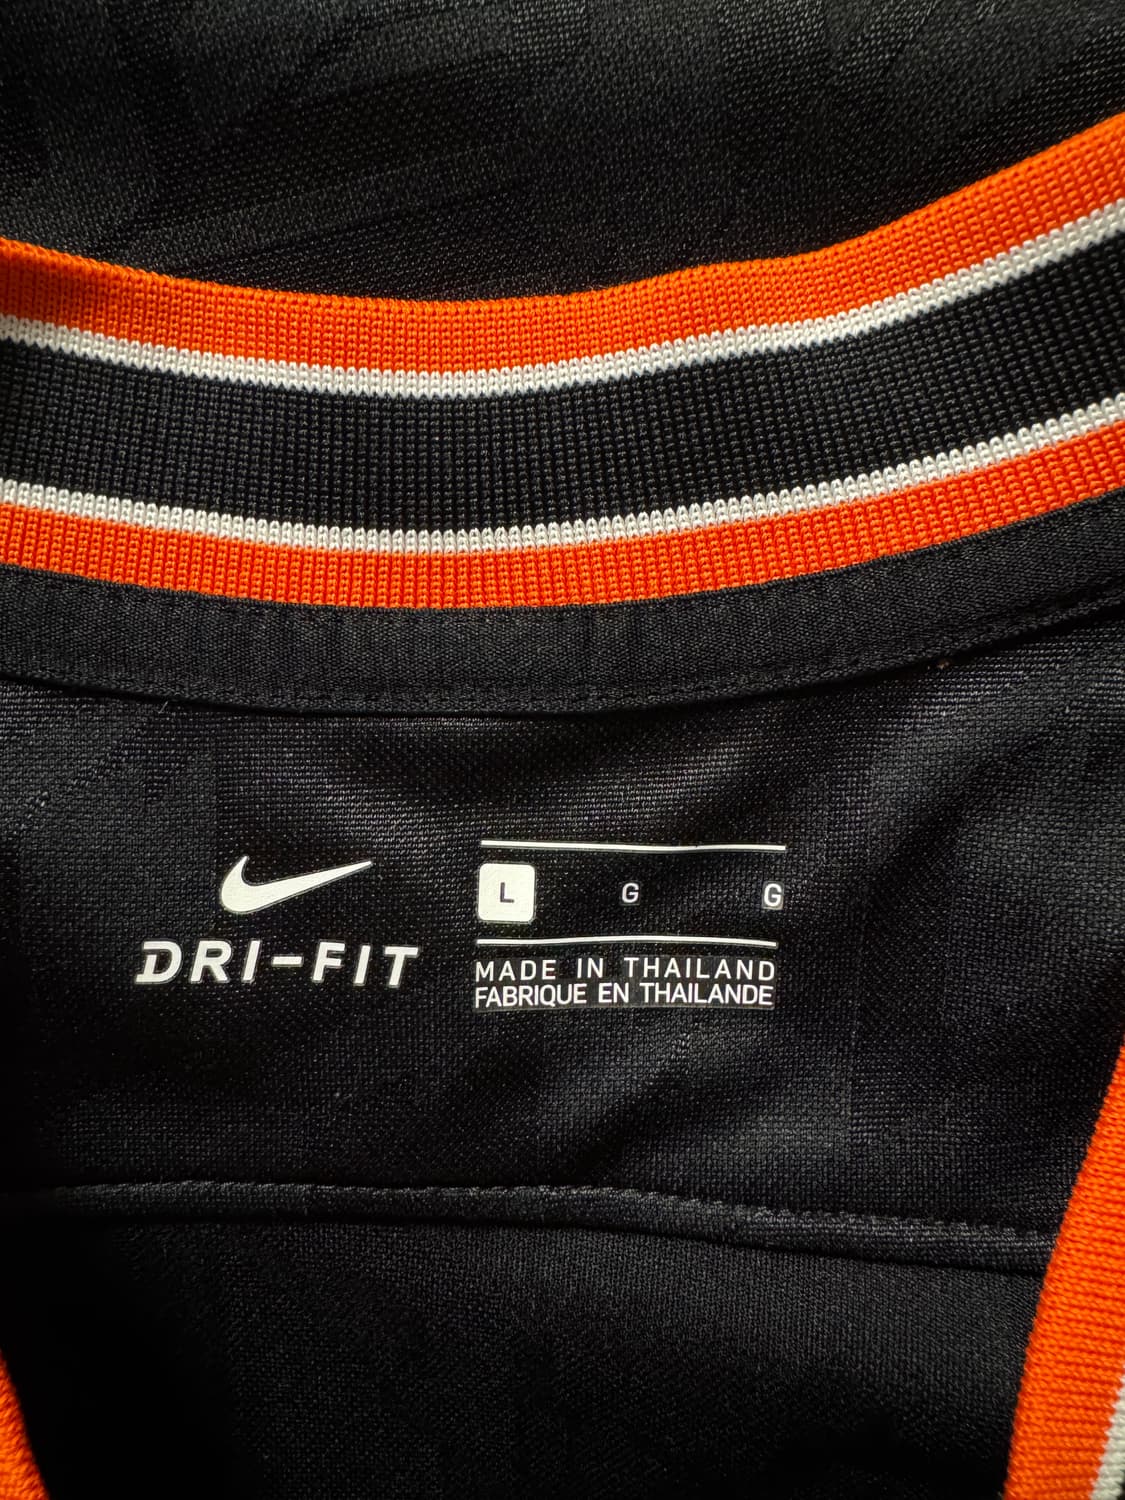 DRI-FIT
L G G
MADE IN THAILAND
FABRIQUE EN THAILANDE